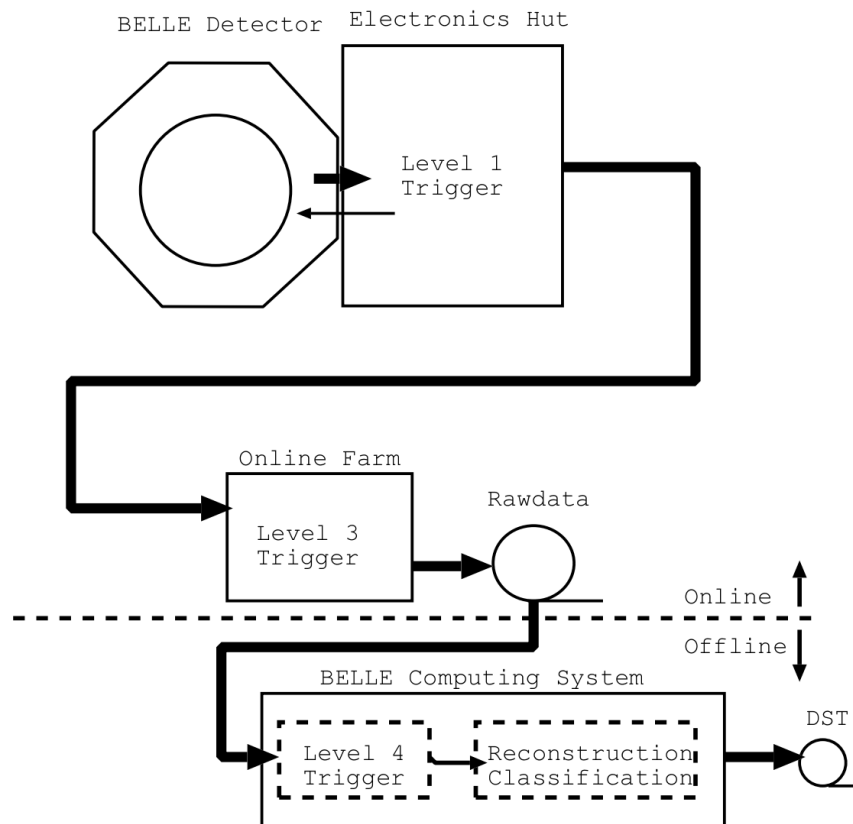 BELLE Detector
Electronics Hut
Level 1
Trigger
Online Farm
Level 3
Trigger
Rawdata
Online
Offline
BELLE Computing System
Level 4
Trigger
Reconstruction
Classification
DST